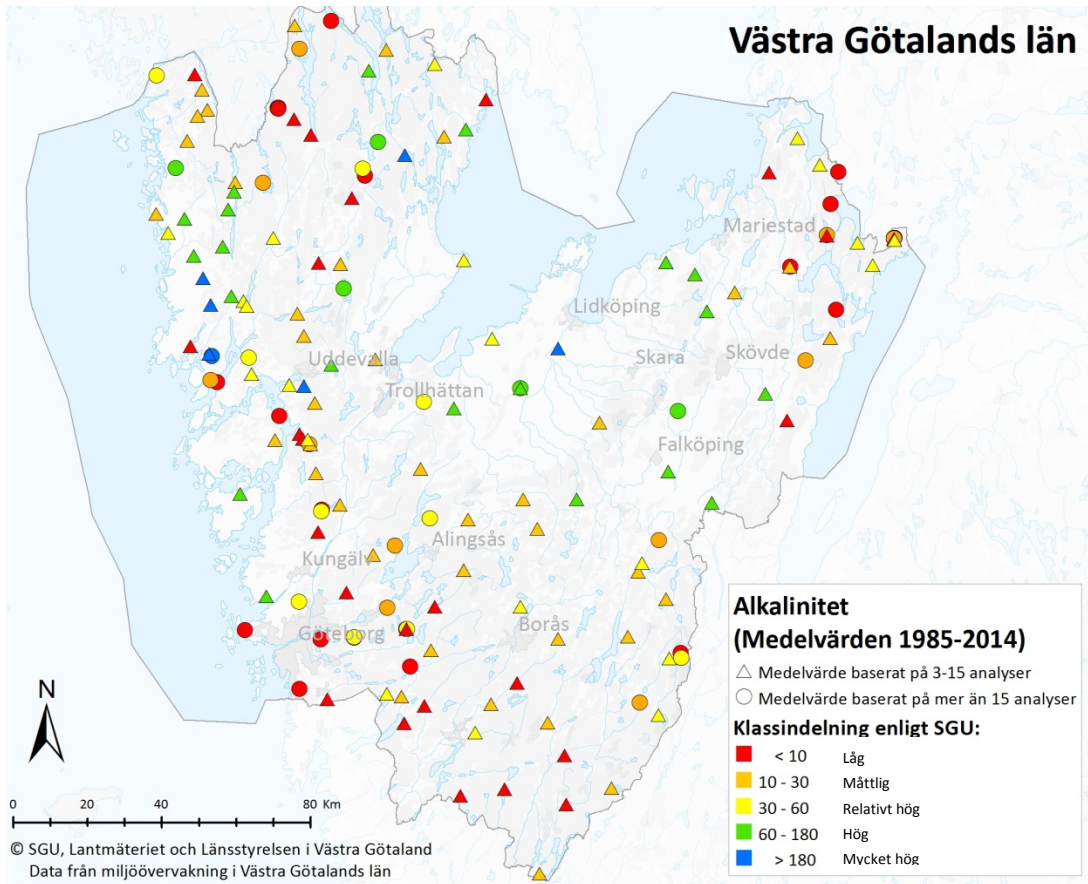 Västra Götalands län
Mariestad
Lidköping
Skara
Skövde
Uddevalla
Trollhättan
Falköping
Alingsås
Kungälv
Borås
Göteborg
Alkalinitet
(Medelvärden 1985-2014)
Medelvärde baserat på 3-15 analyser
Medelvärde baserat på mer än 15 analyser
Klassindelning enligt SGU:
< 10 Låg
10 - 30 Måttlig
30 - 60 Relativt hög
60 - 180 Hög
> 180 Mycket hög
N
0 20 40 80 Km
© SGU, Lantmäteriet och Länsstyrelsen i Västra Götaland
Data från miljöövervakning i Västra Götalands län